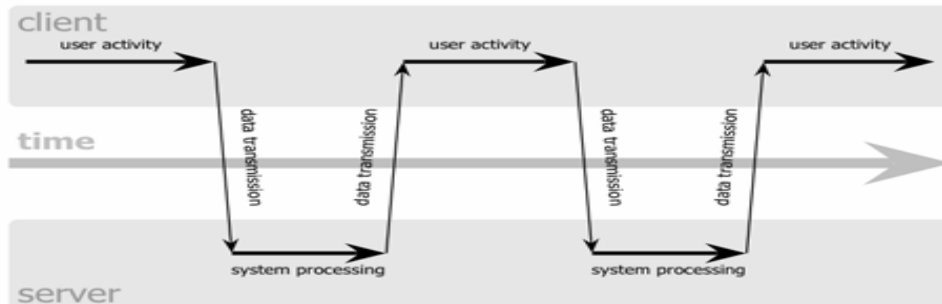 client
user activity
user activity
user activity
data transmission
data transmission
data transmission
data transmission
time
system processing
system processing
server